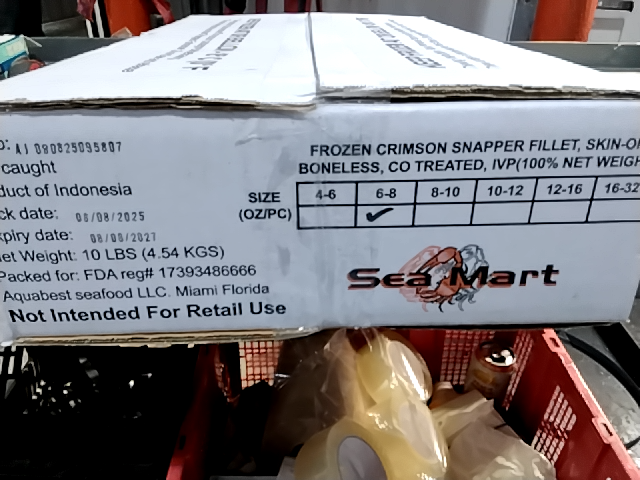 AJ 090825095807
caught
duct of Indonesia
ck date: 08/08/2025
piry date: 08/08/2027
et Weight: 10 LBS (4.54 KGS)
Packed for: FDA reg# 17393486666
Aquabest seafood LLC. Miami Florida
Not Intended For Retail Use
FROZEN CRIMSON SNAPPER FILLET, SKIN-O
BONELESS, CO TREATED, IVP(100% NET WEIGH
SIZE
(OZ/PC)
4-6 6-8 8-10 10-12 12-16 16-32
✓
Sea Mart